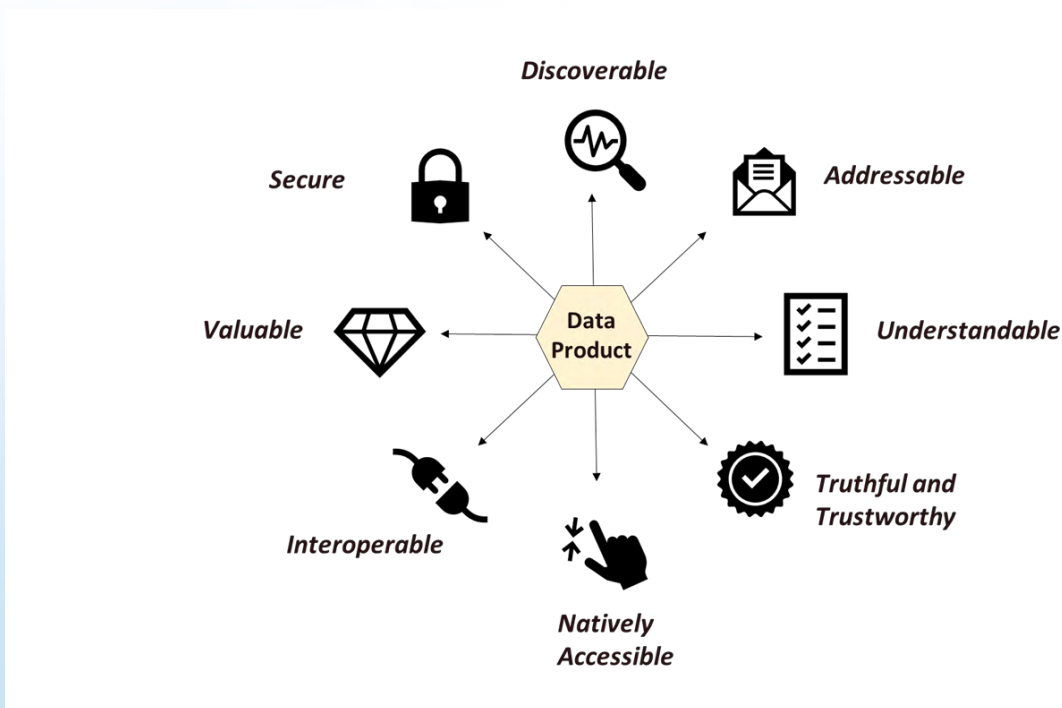 Discoverable
Secure
Addressable
Valuable
Data
Product
Understandable
Truthful and
Trustworthy
Interoperable
Natively
Accessible